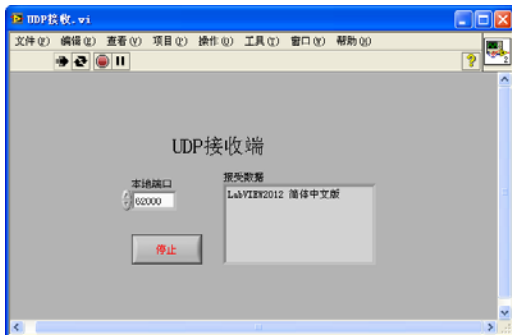 UDP接收.vi
文件(F) 编辑(E) 查看(V) 项目(P) 操作(O) 工具(T) 窗口(W) 帮助(H)
2
UDP接收端
本地端口
接受数据
62000
LabVIEW2012 简体中文版
停止